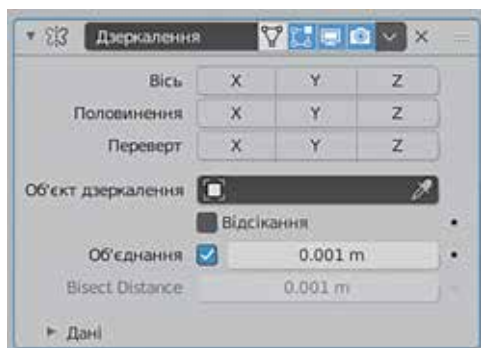 Дзеркалення
Вісь X Y Z
Половинення X Y Z
Переверт X Y Z
Об'єкт дзеркалення
Відсікання
Об'єднання 0.001 m
Bisect Distance 0.001 m
Дані